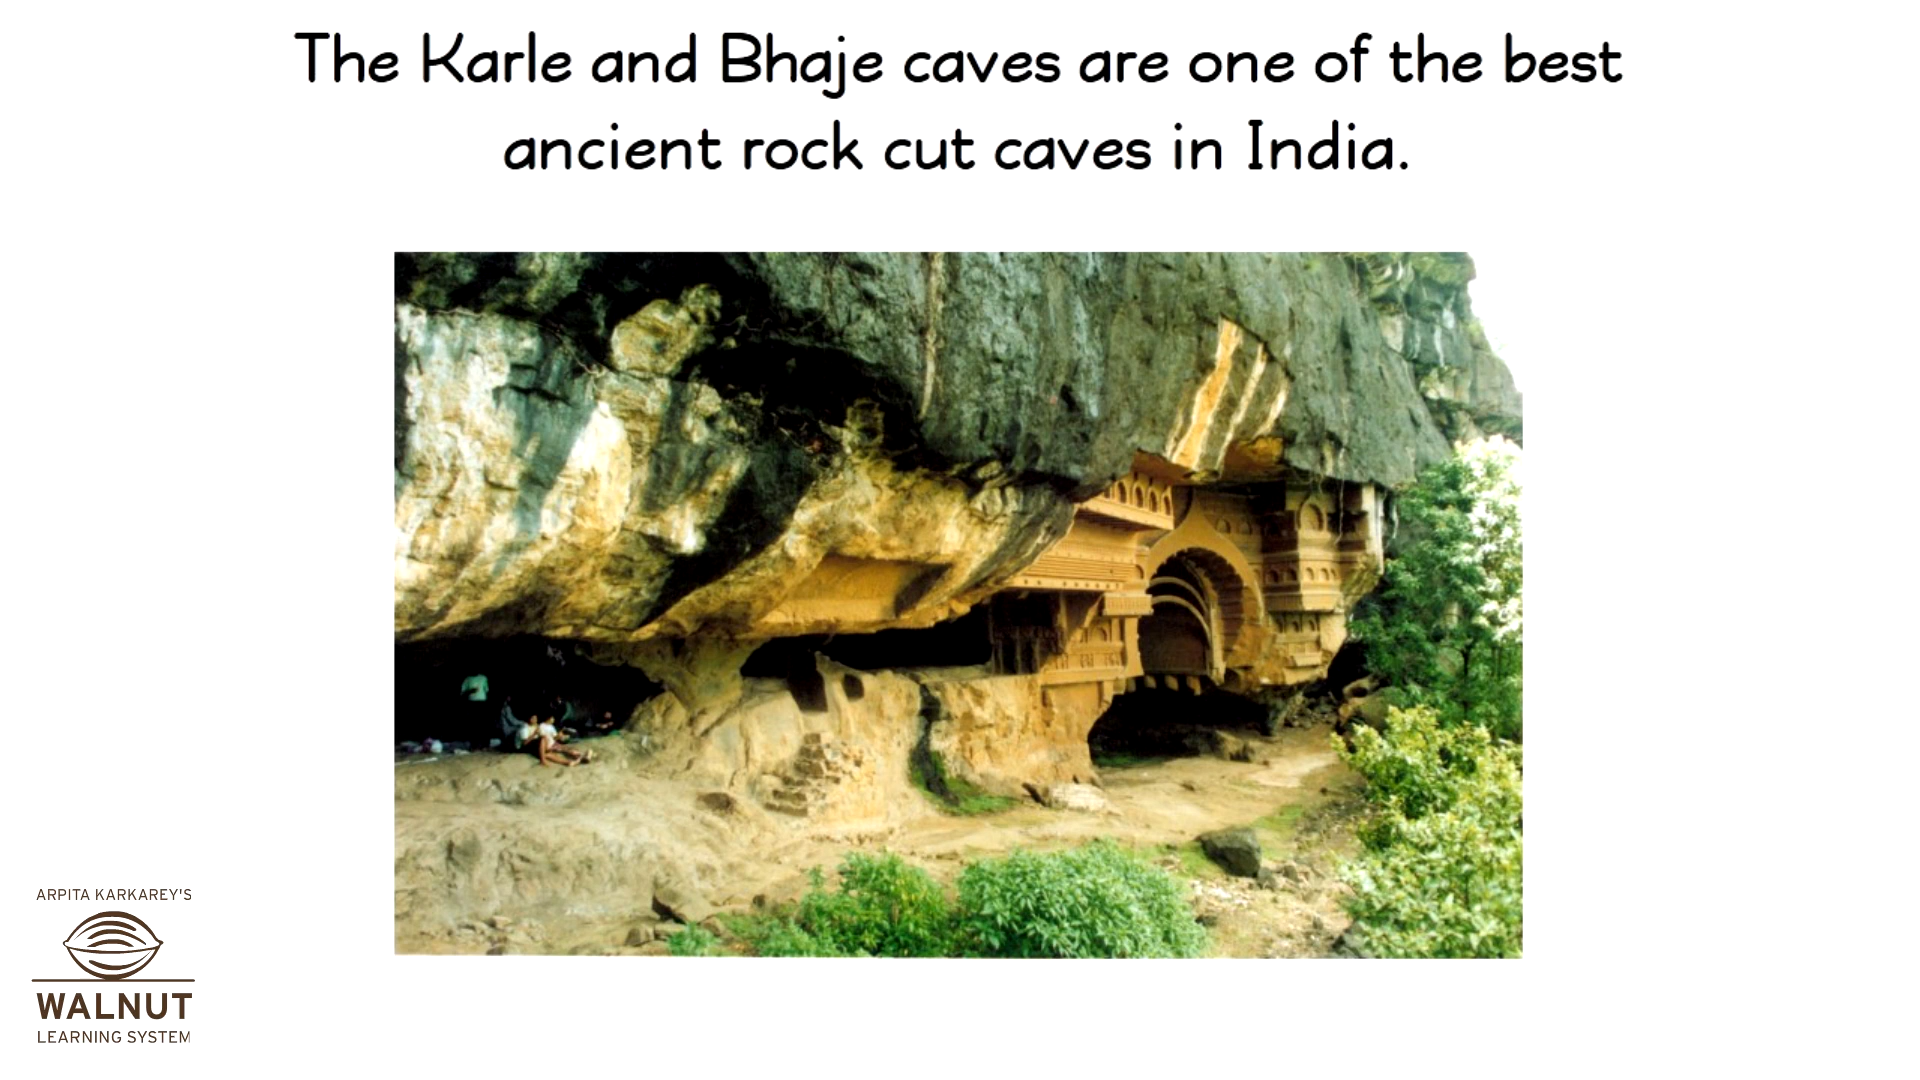 The Karle and Bhaje caves are one of the best
ancient rock cut caves in India.
ARPITA KARKAREY'S
WALNUT
LEARNING SYSTEM